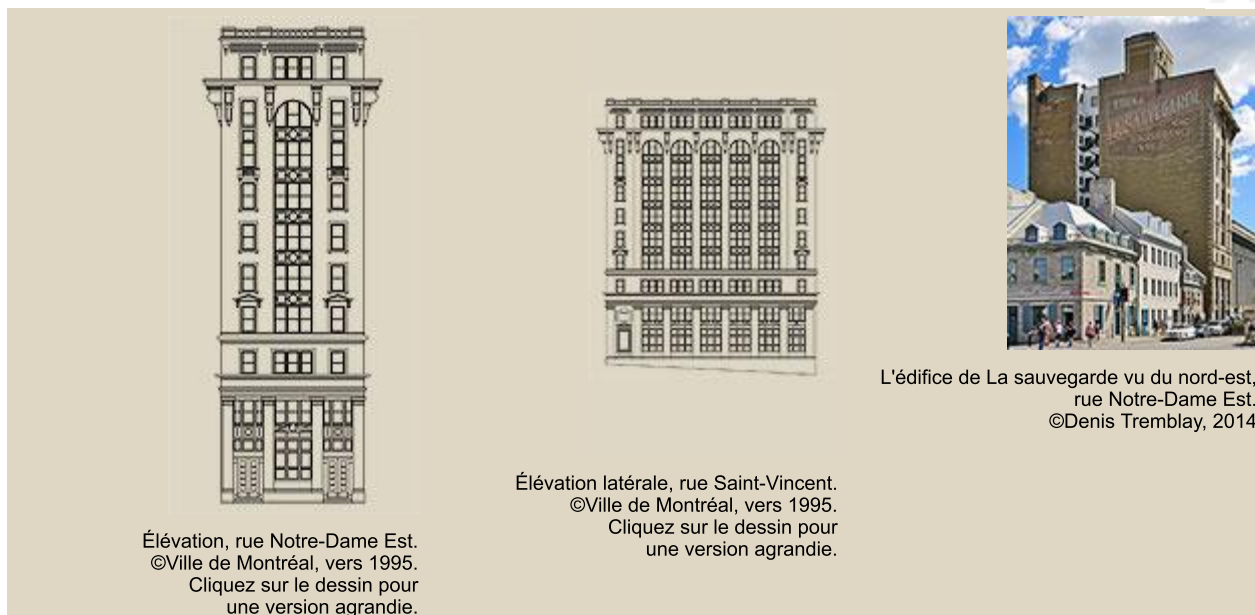 Élévation, rue Notre-Dame Est.
©Ville de Montréal, vers 1995.
Cliquez sur le dessin pour
une version agrandie.
Élévation latérale, rue Saint-Vincent.
©Ville de Montréal, vers 1995.
Cliquez sur le dessin pour
une version agrandie.
LA SAUVEGARDE
L'édifice de La sauvegarde vu du nord-est,
rue Notre-Dame Est.
©Denis Tremblay, 2014